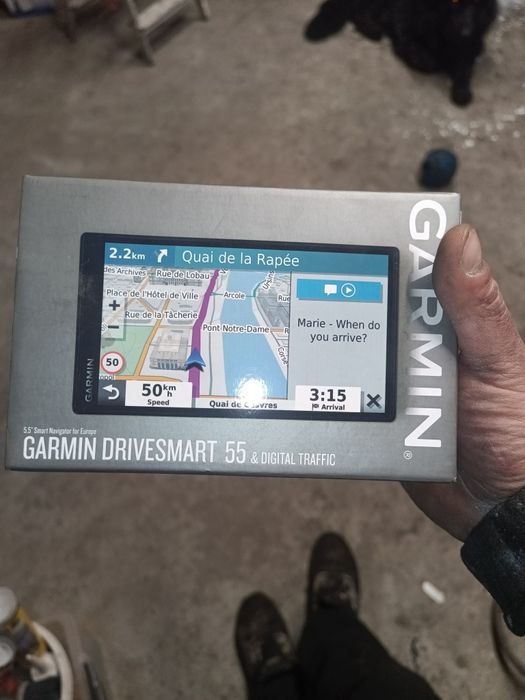 2.2km Quai de la Rapée
des Archives
Rue de Lobau
Place de l'Hôtel de Ville
Arcole
Rue de la Tâcherie
Pont Notre-Dame
Marie - When do
you arrive?
50
50 km/h
Speed
3:15
Arrival
GARMIN
GARMIN
5.5" Smart Navigator for Europe
GARMIN DRIVESMART 55 & DIGITAL TRAFFIC